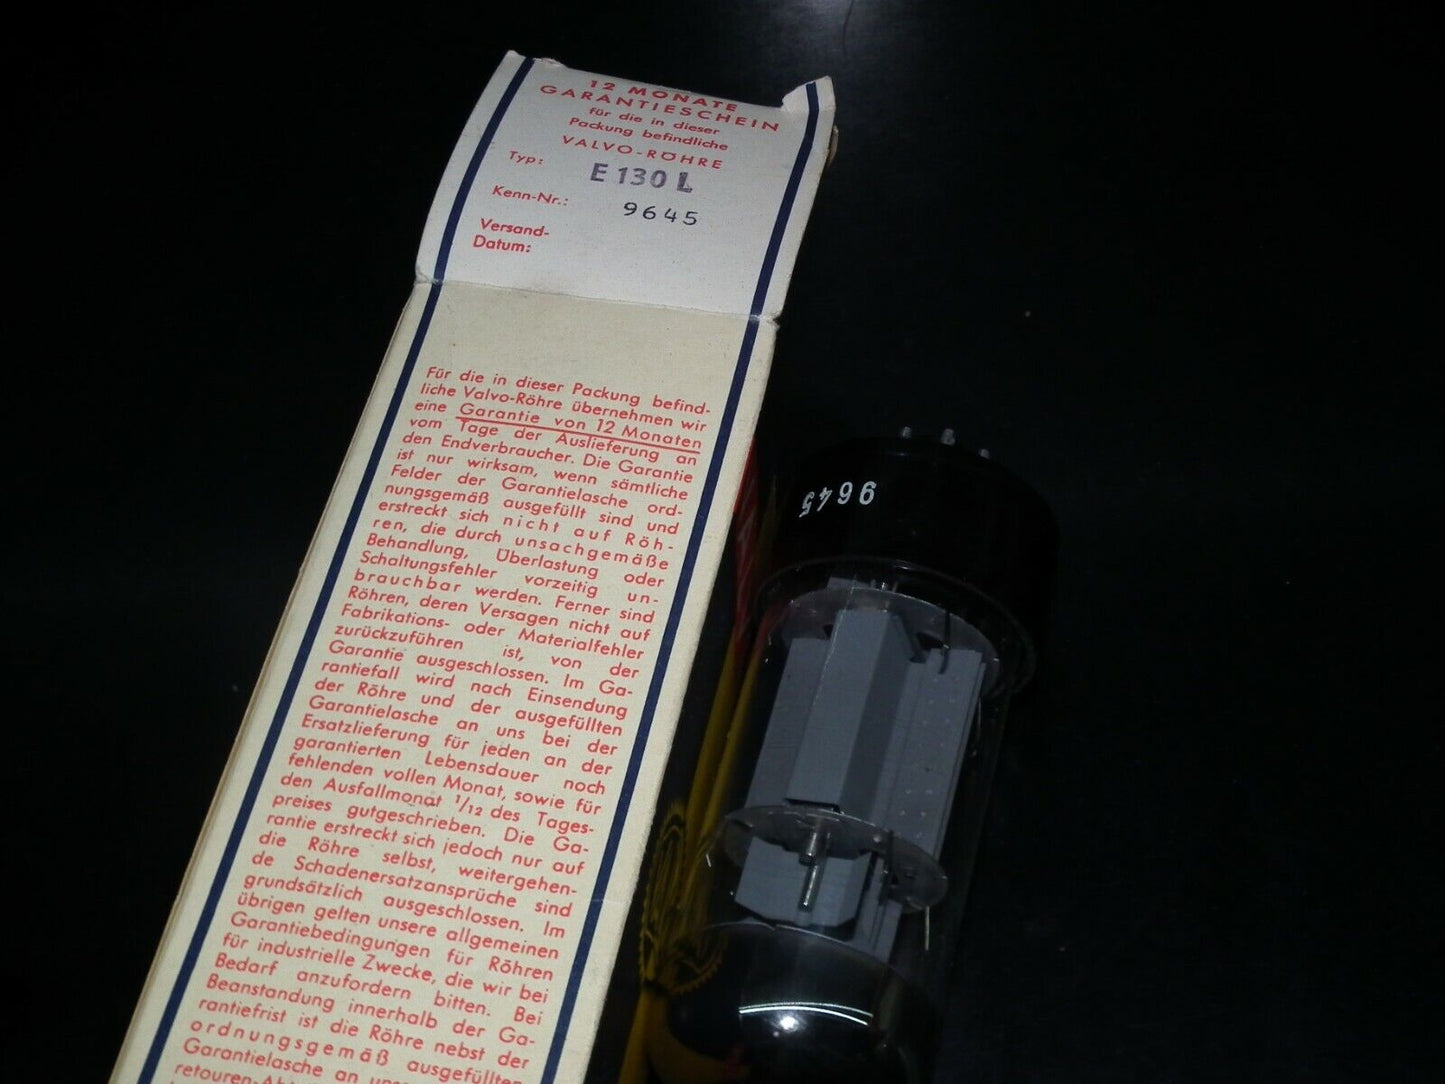 12 MONATE
GARANTIESCHEIN
für die in dieser
Packung befindliche
VALVO-RÖHRE
Typ: E 130 L
Kenn-Nr.: 9645
Versand-
Datum:
Für die in dieser Packung befind-
liche Valvo-Röhre übernehmen wir
eine Garantie von 12 Monaten
vom Tage der Auslieferung an
den Endverbraucher. Die Garantie
ist nur wirksam, wenn sämtliche
Felder der Garantielasche ord-
nungsgemäß ausgefüllt sind und
erstreckt sich nicht auf Röh-
ren, die durch unsachgemäße
Behandlung, Überlastung oder
Schaltungsfehler vorzeitig un-
brauchbar werden. Ferner sind
Röhren, deren Versagen nicht auf
Fabrikations- oder Materialfehler
zurückzuführen ist, von der
Garantie ausgeschlossen. Im Ga-
rantiefall wird nach Einsendung
der Röhre und der ausgefüllten
Garantielasche an uns bei der
Ersatzlieferung für jeden an der
garantierten Lebensdauer noch
fehlenden vollen Monat, sowie für
den Ausfallmonat 1/12 des Tages-
preises gutgeschrieben. Die Ga-
rantie erstreckt sich jedoch nur auf
die Röhre selbst, weitergehen-
de Schadenersatzansprüche sind
grundsätzlich ausgeschlossen. Im
übrigen gelten unsere allgemeinen
Garantiebedingungen für Röhren
für industrielle Zwecke, die wir bei
Bedarf anzufordern bitten. Bei
Beanstandung innerhalb der Ga-
rantiefrist ist die Röhre nebst der
ordnungsgemäß ausgefüllten
Garantielasche an uns
9645